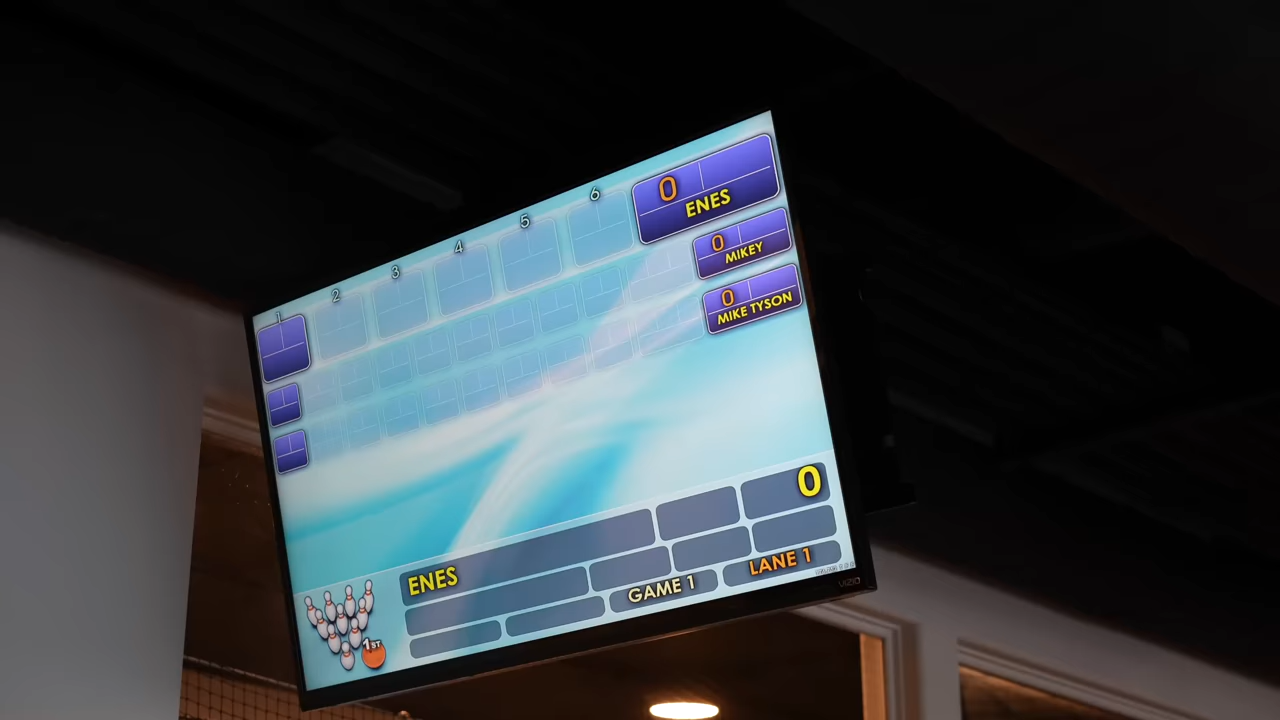 1 2 3 4 5 6
0
ENES
0
MIKEY
0
MIKE TYSON
0
ENES
GAME 1
LANE 1
1ST
VIZIO